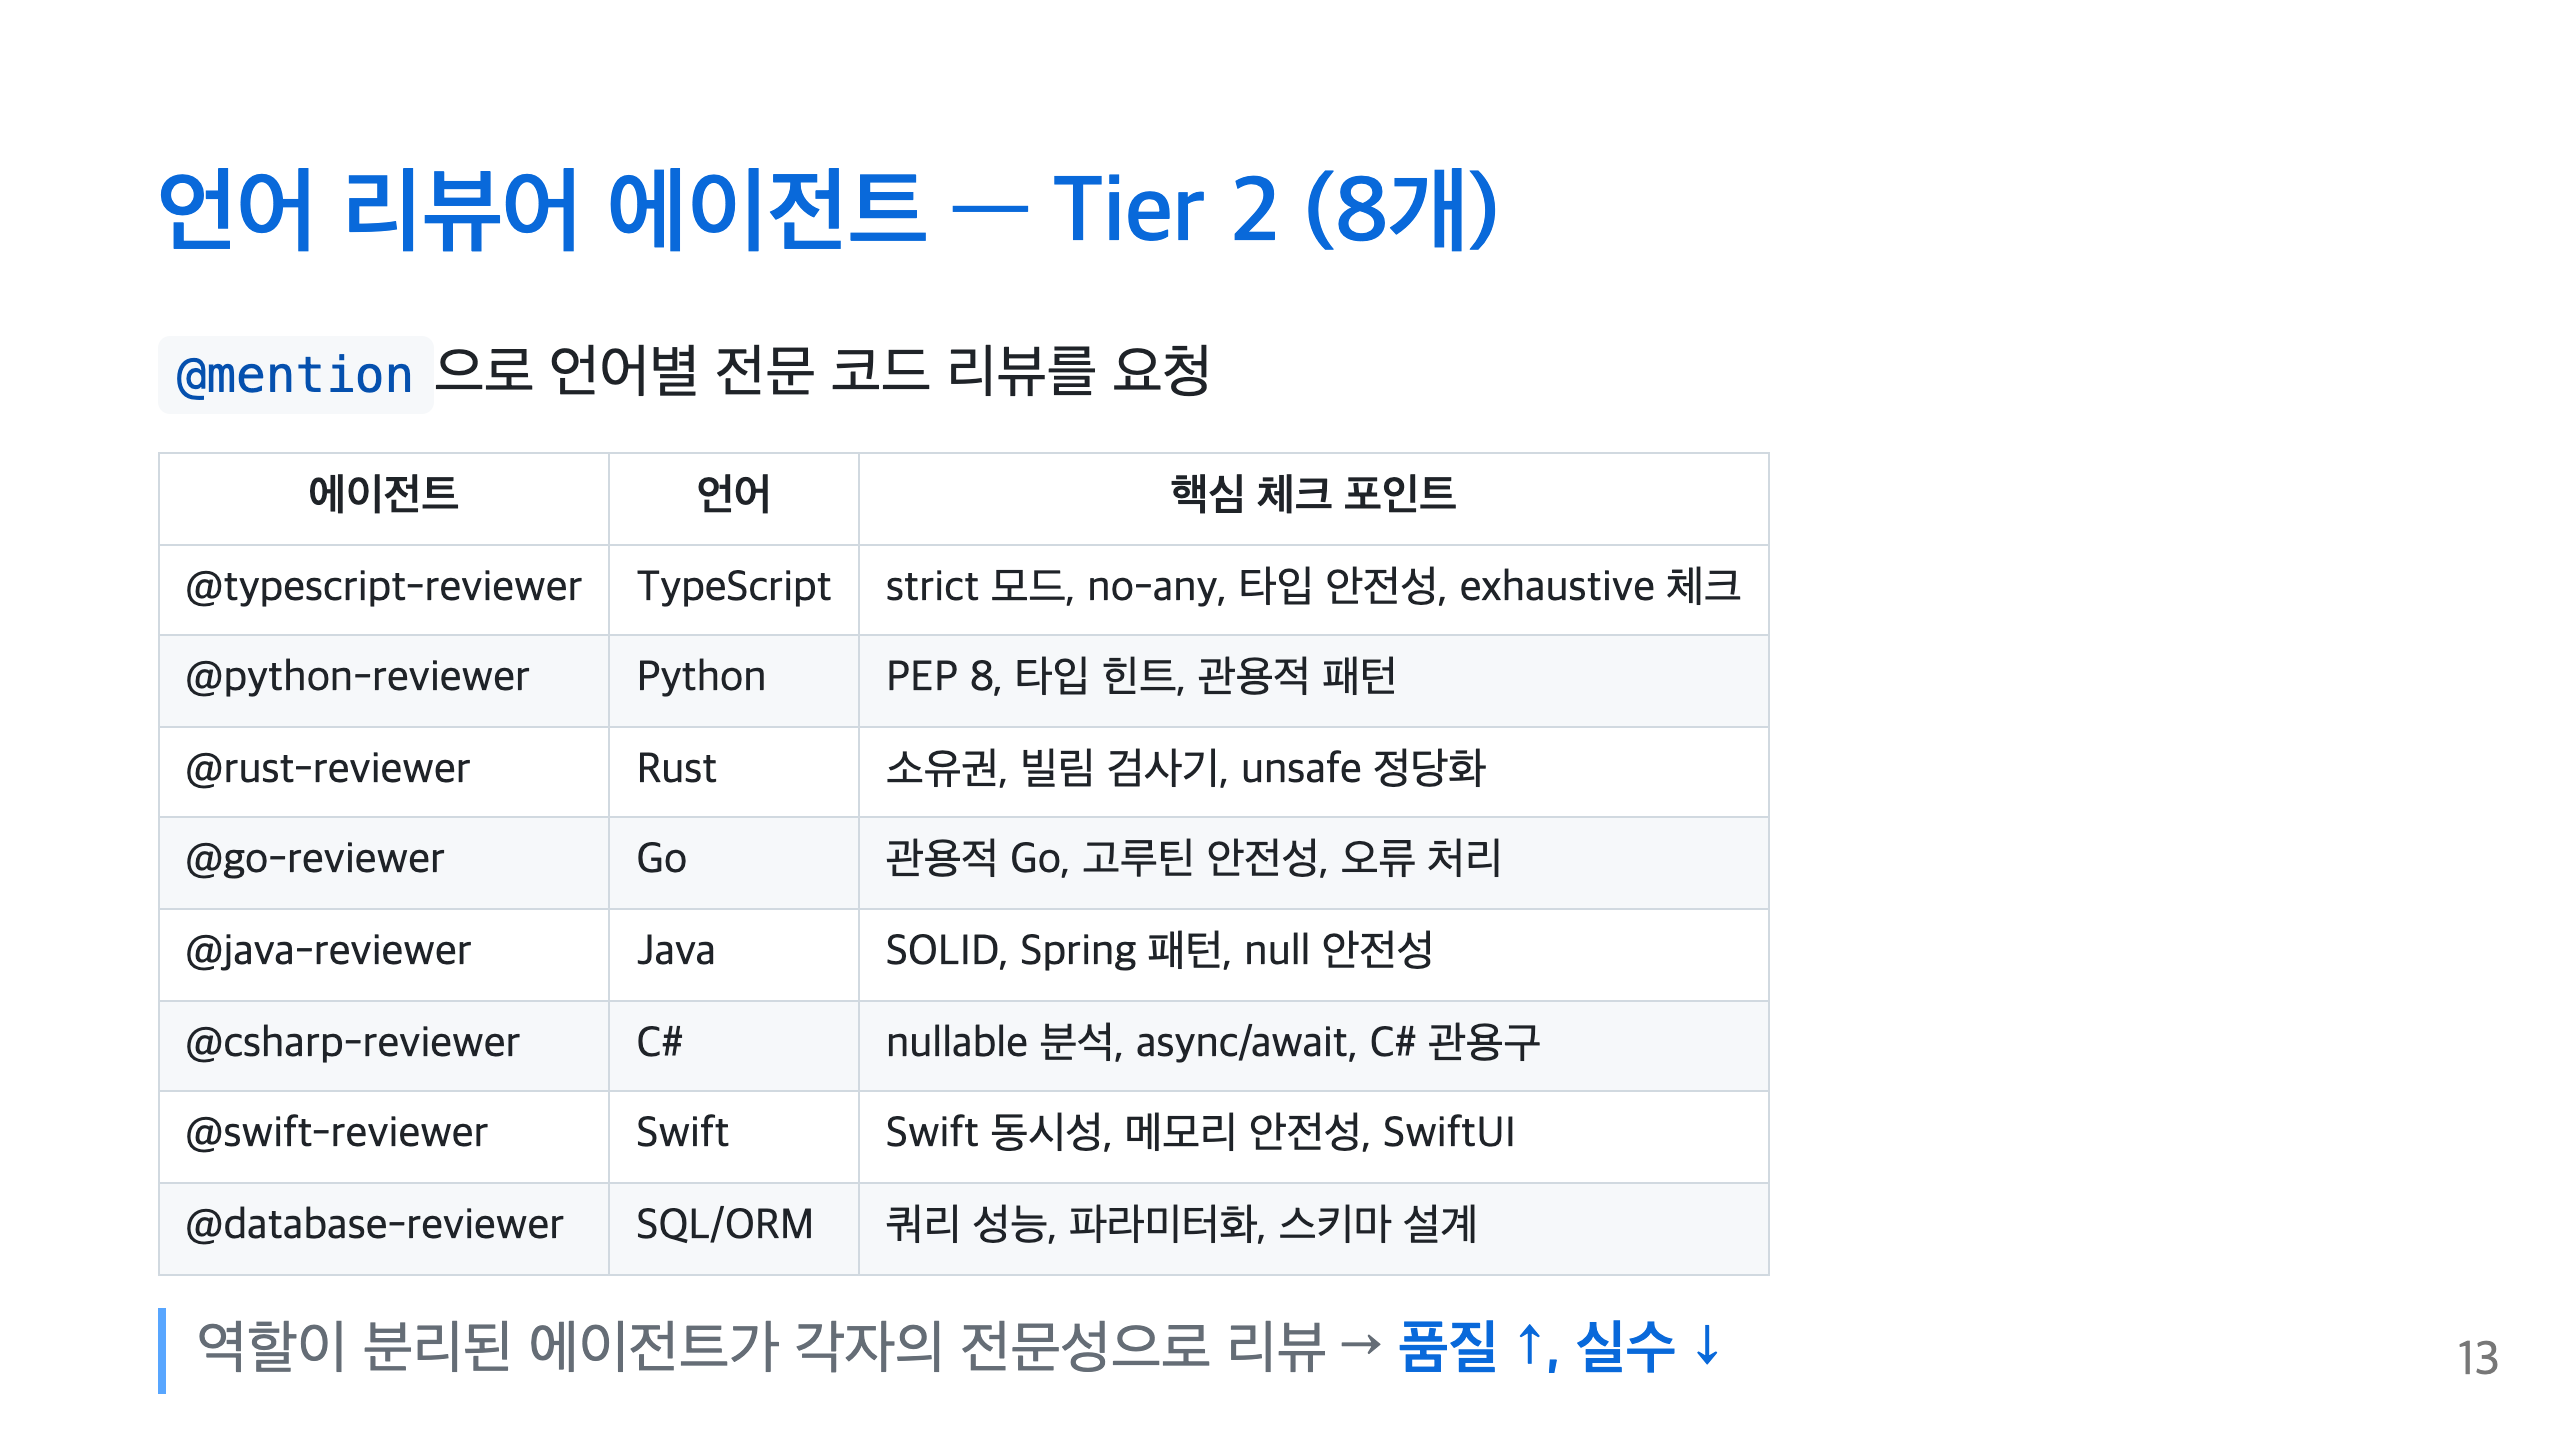 언어 리뷰어 에이전트 — Tier 2 (8개)
@mention으로 언어별 전문 코드 리뷰를 요청
에이전트 언어 핵심 체크 포인트
@typescript-reviewer TypeScript strict 모드, no-any, 타입 안전성, exhaustive 체크
@python-reviewer Python PEP 8, 타입 힌트, 관용적 패턴
@rust-reviewer Rust 소유권, 빌림 검사기, unsafe 정당화
@go-reviewer Go 관용적 Go, 고루틴 안전성, 오류 처리
@java-reviewer Java SOLID, Spring 패턴, null 안전성
@csharp-reviewer C# nullable 분석, async/await, C# 관용구
@swift-reviewer Swift Swift 동시성, 메모리 안전성, SwiftUI
@database-reviewer SQL/ORM 쿼리 성능, 파라미터화, 스키마 설계
역할이 분리된 에이전트가 각자의 전문성으로 리뷰 → 품질 ↑, 실수 ↓
13